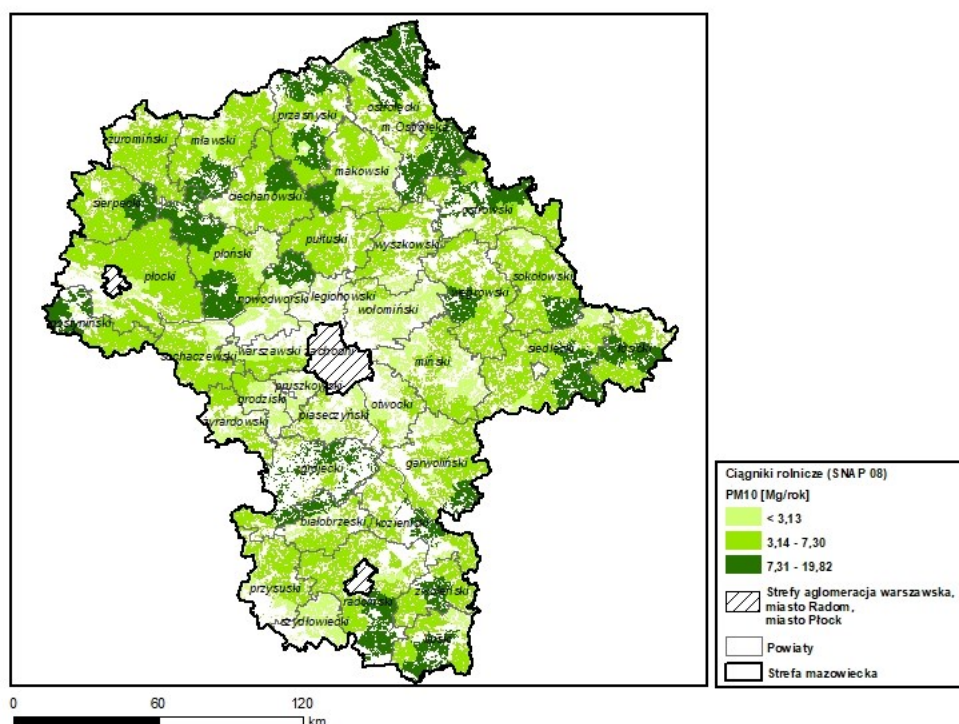 ostrołęcki
przasnyski
m. Ostrołęka
żuromiński
mławski
makowski
ciechanowski
sierpecki
ostrowski
pułtuski
wyszkowski
płoński
sokołowski
płocki
nowodworski
legionowski
węgrowski
wołomiński
gostyniński
sochaczewski
warszawski zachodni
miński
siedlecki
łosicki
pruszkowski
grodziski
otwocki
piaseczyński
żyrardowski
garwoliński
grójecki
białobrzeski
kozienicki
przysuski
radomski
zwoleński
szydłowiecki
lipski
Ciągniki rolnicze (SNAP 08)
PM10 [Mg/rok]
< 3,13
3,14 - 7,30
7,31 - 19,82
Strefy aglomeracja warszawska,
miasto Radom,
miasto Płock
Powiaty
Strefa mazowiecka
0 60 120
km